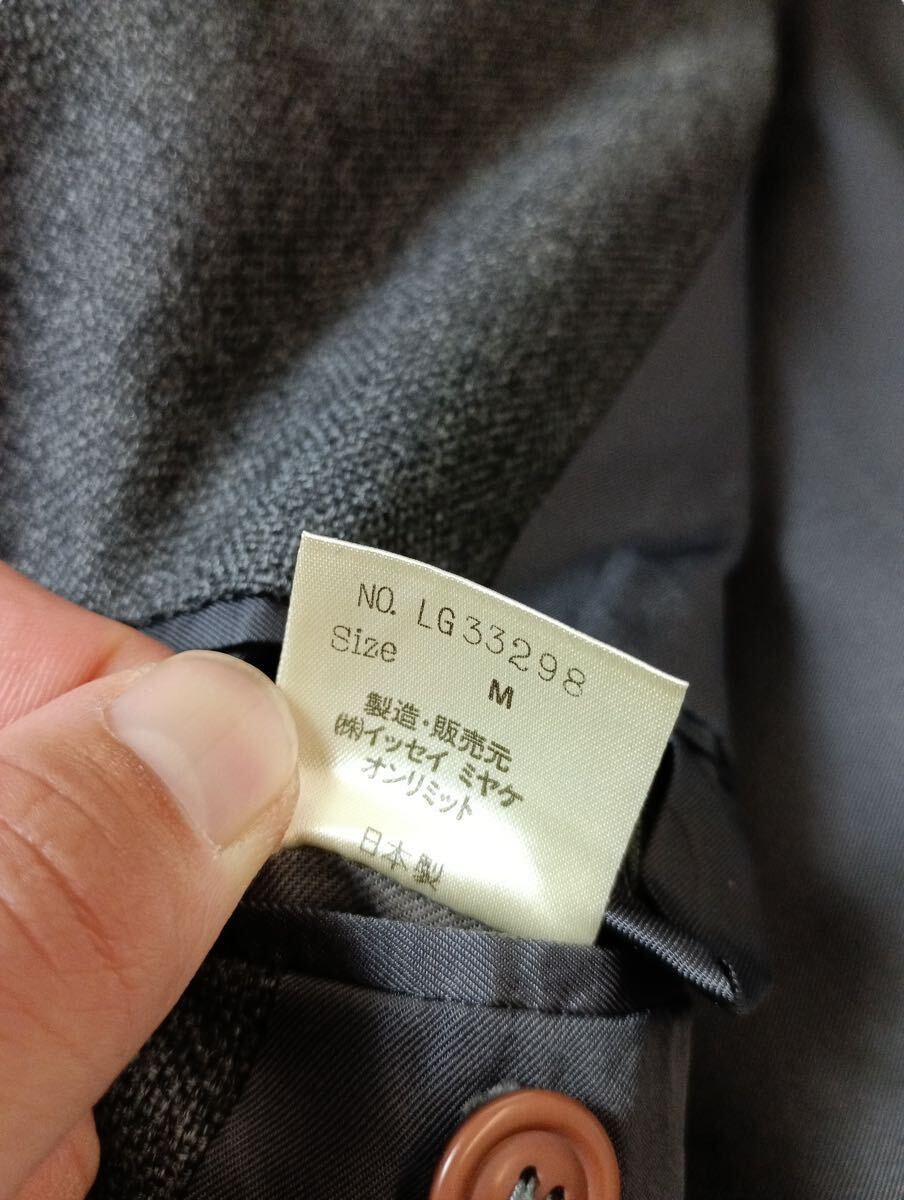 NO. LG33298
Size M
製造・販売元
㈱イッセイ ミヤケ
オンリミット
日本製